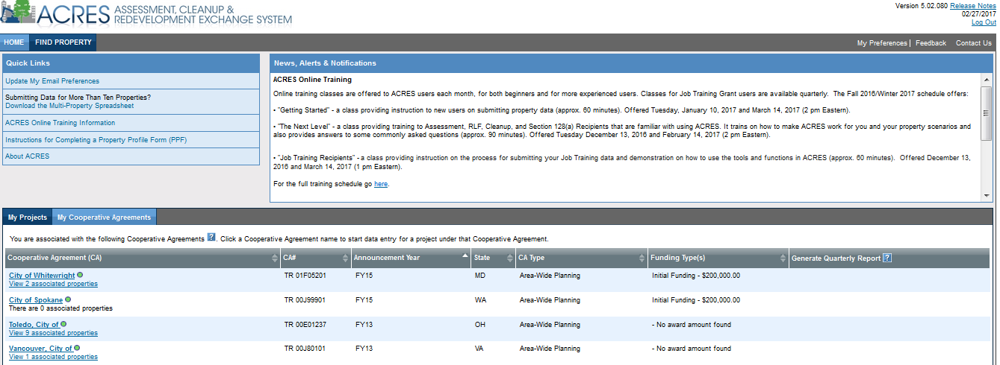 ACRES ASSESSMENT, CLEANUP &
REDEVELOPMENT EXCHANGE SYSTEM
Version 5.02.080 Release Notes
02/27/2017
Log Out
HOME FIND PROPERTY
My Preferences | Feedback Contact Us
Quick Links
Update My Email Preferences
Submitting Data for More Than Ten Properties?
Download the Multi-Property Spreadsheet
ACRES Online Training Information
Instructions for Completing a Property Profile Form (PPF)
About ACRES
News, Alerts & Notifications
ACRES Online Training
Online training classes are offered to ACRES users each month, for both beginners and for more experienced users. Classes for Job Training Grant users are available quarterly. The Fall 2016/Winter 2017 schedule offers:
• "Getting Started" - a class providing instruction to new users on submitting property data (approx. 60 minutes). Offered Tuesday, January 10, 2017 and March 14, 2017 (2 pm Eastern).
• "The Next Level" - a class providing training to Assessment, RLF, Cleanup, and Section 128(a) Recipients that are familiar with using ACRES. It trains on how to make ACRES work for you and your property scenarios and
also provides answers to some commonly asked questions (approx. 90 minutes). Offered Tuesday December 13, 2016 and February 14, 2017 (2 pm Eastern).
• "Job Training Recipients" - a class providing instruction on the process for submitting your Job Training data and demonstration on how to use the tools and functions in ACRES (approx. 60 minutes). Offered December 13,
2016 and March 14, 2017 (1 pm Eastern).
For the full training schedule go here.
My Projects My Cooperative Agreements
You are associated with the following Cooperative Agreements ?. Click a Cooperative Agreement name to start data entry for a project under that Cooperative Agreement.
Cooperative Agreement (CA) CA# Announcement Year State CA Type Funding Type(s) Generate Quarterly Report ?
City of Whitewright TR 01F05201 FY15 MD Area-Wide Planning Initial Funding - $200,000.00
View 2 associated properties
City of Spokane TR 00J99901 FY15 WA Area-Wide Planning Initial Funding - $200,000.00
There are 0 associated properties
Toledo, City of TR 00E01237 FY13 OH Area-Wide Planning - No award amount found
View 9 associated properties
Vancouver, City of TR 00J80101 FY13 VA Area-Wide Planning - No award amount found
View 1 associated properties